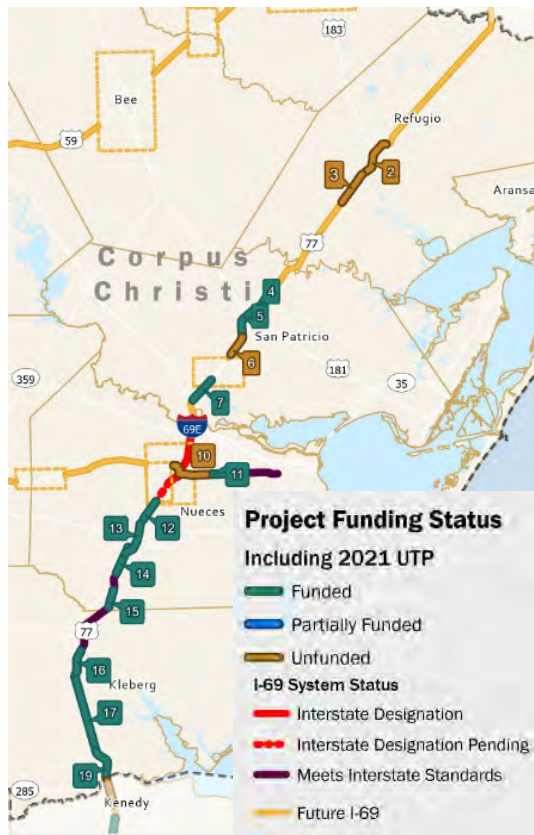 183
Bee
59
Refugio
3
2
Aransa
77
Corpus
Christi
4
5
San Patricio
6
359
181
35
7
69E
10
11
Nueces
13
12
14
15
77
16
Kleberg
17
19
285
Kenedy
Project Funding Status
Including 2021 UTP
Funded
Partially Funded
Unfunded
I-69 System Status
Interstate Designation
Interstate Designation Pending
Meets Interstate Standards
Future I-69